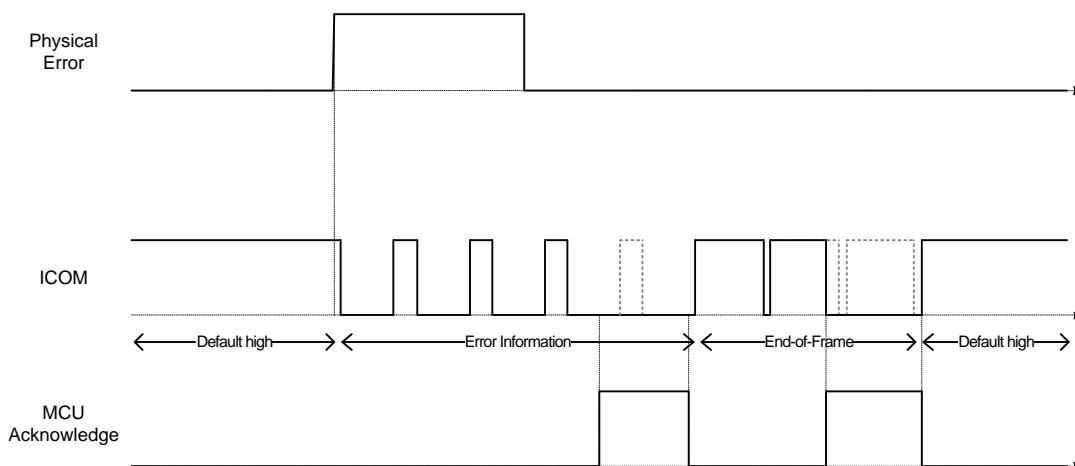 Physical
Error
ICOM
Default high
Error Information
End-of-Frame
Default high
MCU
Acknowledge